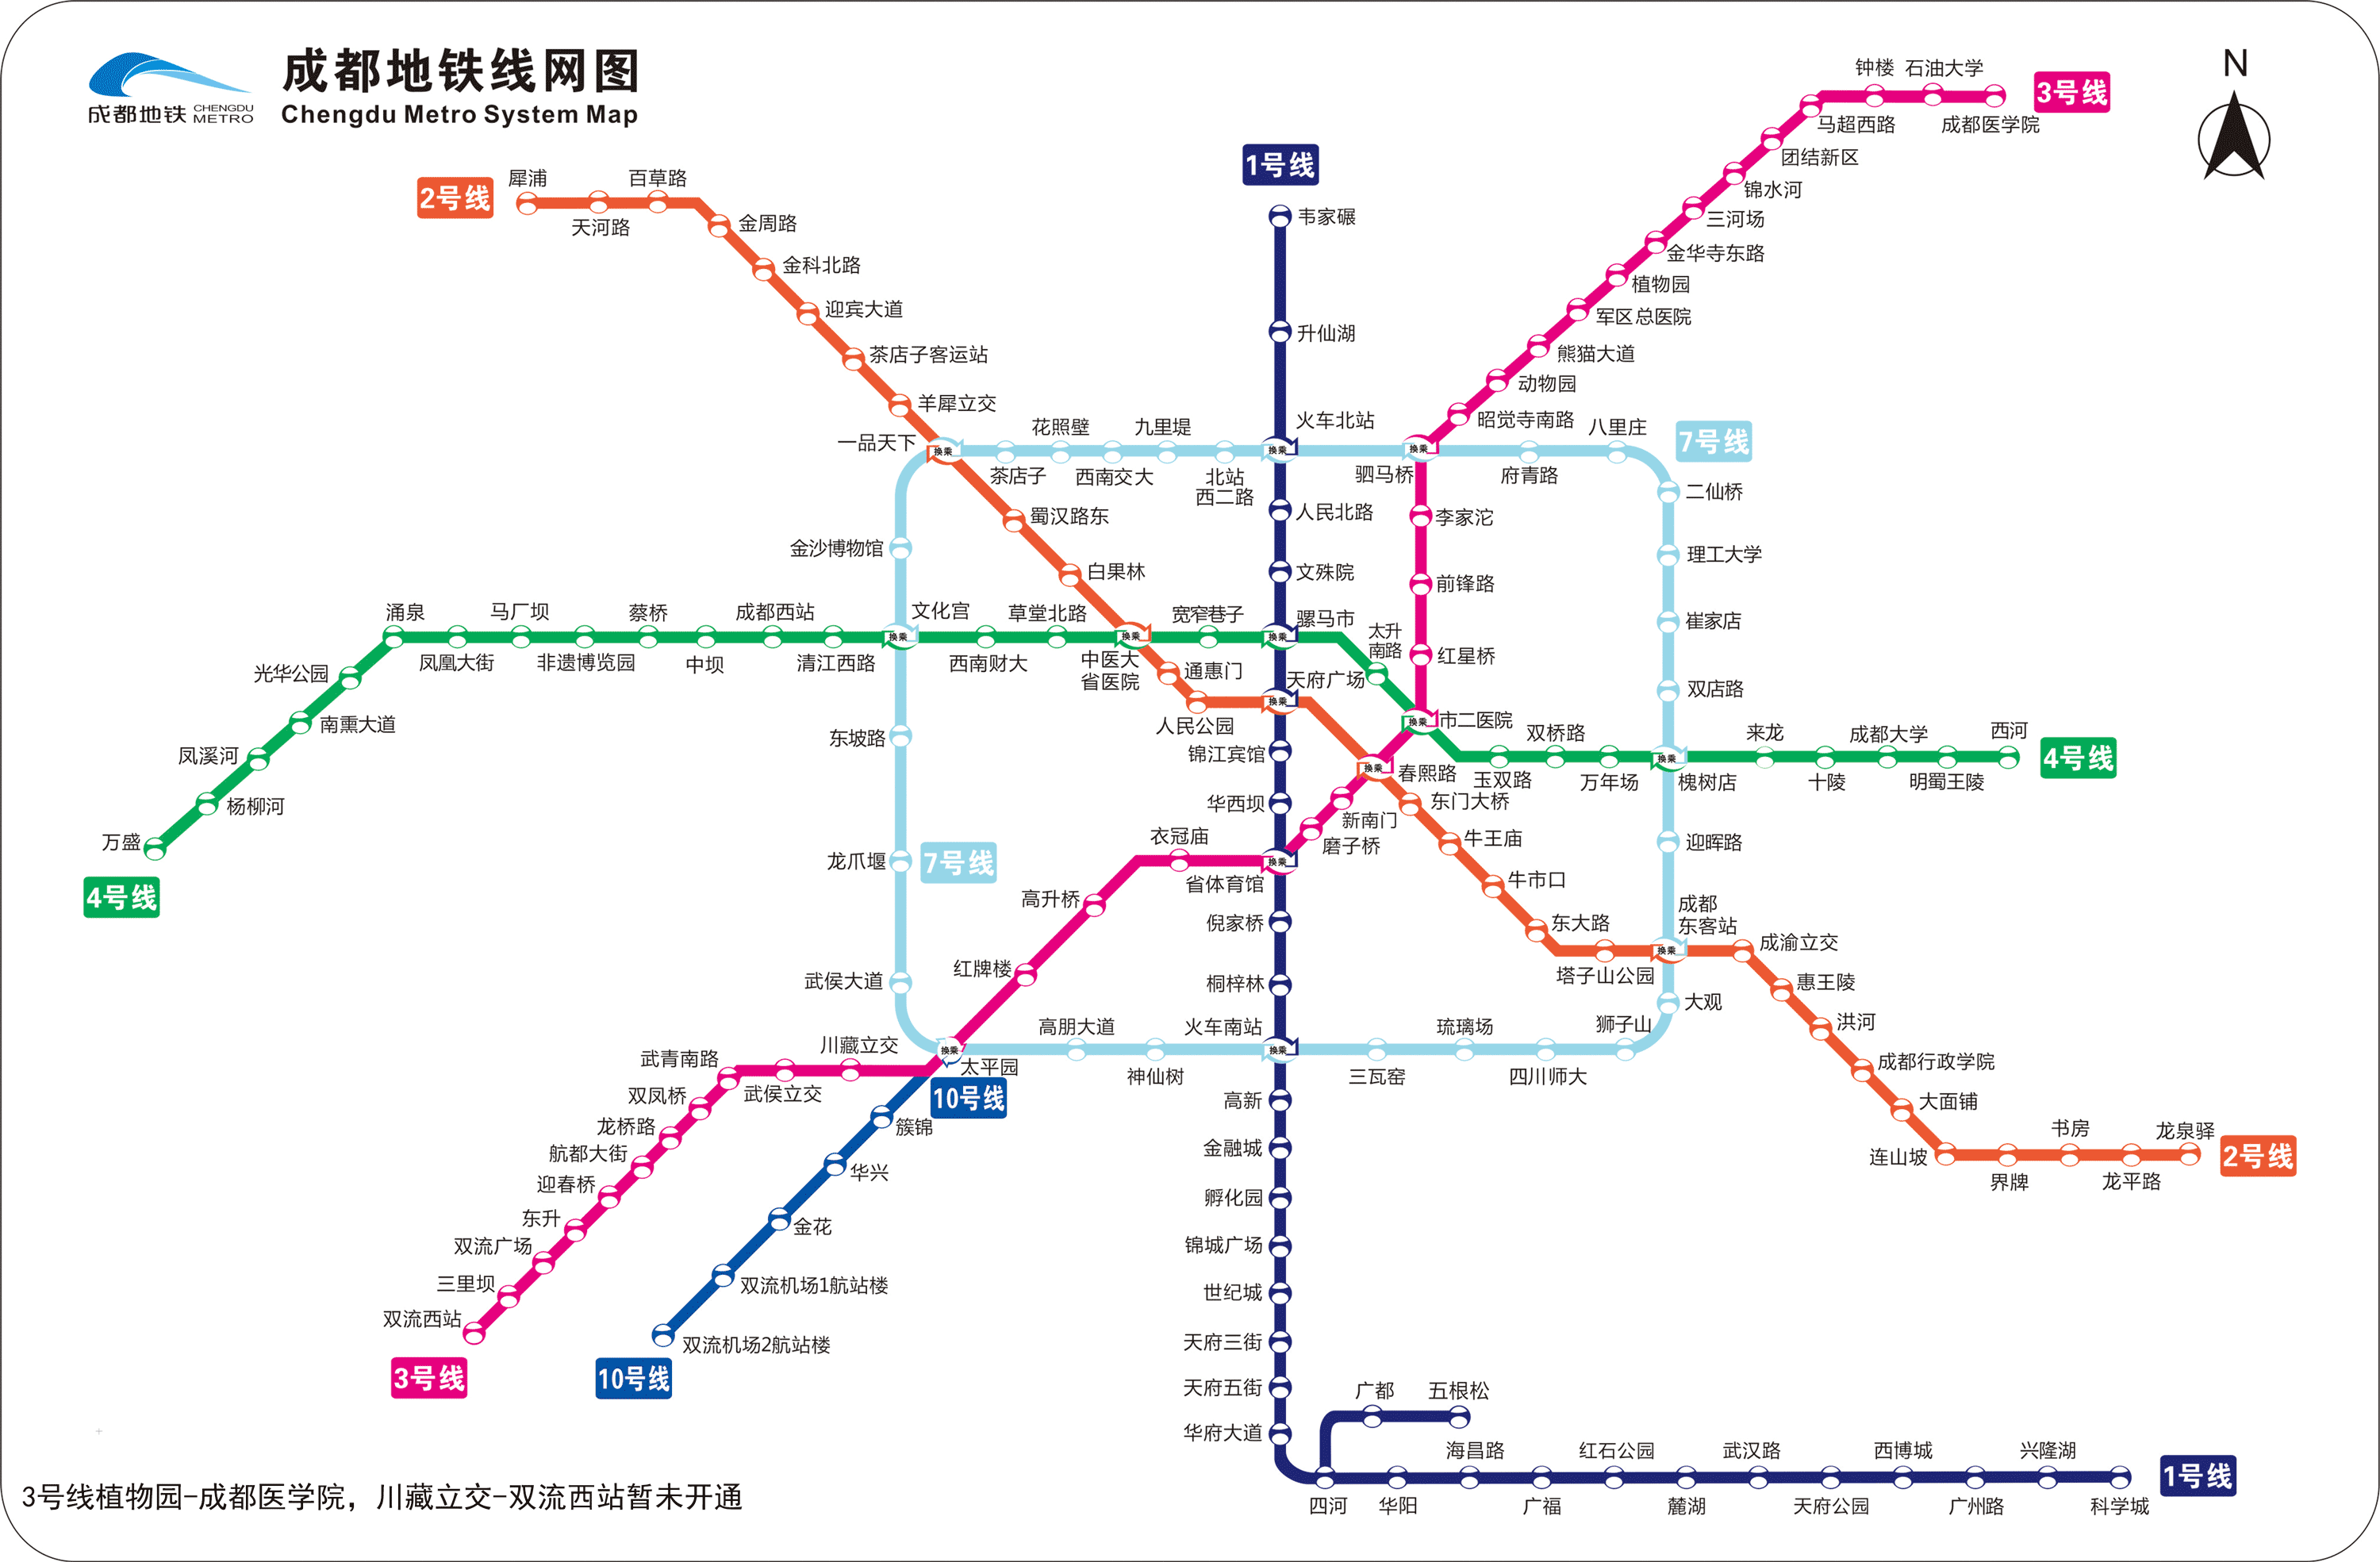 成都地铁 CHENGDU METRO
成都地铁线网图
Chengdu Metro System Map
N
3号线
钟楼
石油大学
马超西路
成都医学院
团结新区
锦水河
三河场
金华寺东路
植物园
军区总医院
熊猫大道
动物园
昭觉寺南路
1号线
韦家碾
升仙湖
火车北站
2号线
犀浦
百草路
天河路
金周路
金科北路
迎宾大道
茶店子客运站
羊犀立交
一品天下
花照壁
九里堤
茶店子
西南交大
北站
西二路
驷马桥
府青路
八里庄
7号线
二仙桥
理工大学
崔家店
双店路
人民北路
文殊院
骡马市
李家沱
前锋路
红星桥
蜀汉路东
白果林
金沙博物馆
涌泉
马厂坝
蔡桥
成都西站
文化宫
草堂北路
宽窄巷子
太升
南路
凤凰大街
非遗博览园
中坝
清江西路
西南财大
中医大
省医院
通惠门
天府广场
人民公园
光华公园
南熏大道
凤溪河
杨柳河
万盛
4号线
市二医院
双桥路
玉双路
万年场
槐树店
来龙
成都大学
西河
十陵
明蜀王陵
4号线
东坡路
龙爪堰
7号线
武侯大道
锦江宾馆
华西坝
春熙路
东门大桥
新南门
磨子桥
牛王庙
牛市口
东大路
塔子山公园
迎晖路
成都
东客站
成渝立交
惠王陵
洪河
成都行政学院
大面铺
连山坡
书房
龙泉驿
界牌
龙平路
2号线
衣冠庙
省体育馆
高升桥
红牌楼
倪家桥
桐梓林
火车南站
高朋大道
神仙树
三瓦窑
琉璃场
四川师大
狮子山
大观
川藏立交
太平园
武青南路
武侯立交
双凤桥
龙桥路
航都大街
迎春桥
东升
双流广场
三里坝
双流西站
3号线
10号线
簇锦
华兴
金花
双流机场1航站楼
双流机场2航站楼
10号线
高新
金融城
孵化园
锦城广场
世纪城
天府三街
天府五街
华府大道
广都
五根松
海昌路
红石公园
武汉路
西博城
兴隆湖
四河
华阳
广福
麓湖
天府公园
广州路
科学城
1号线
换乘
换乘
换乘
换乘
换乘
换乘
换乘
换乘
换乘
换乘
换乘
换乘
换乘
换乘
3号线植物园-成都医学院，川藏立交-双流西站暂未开通